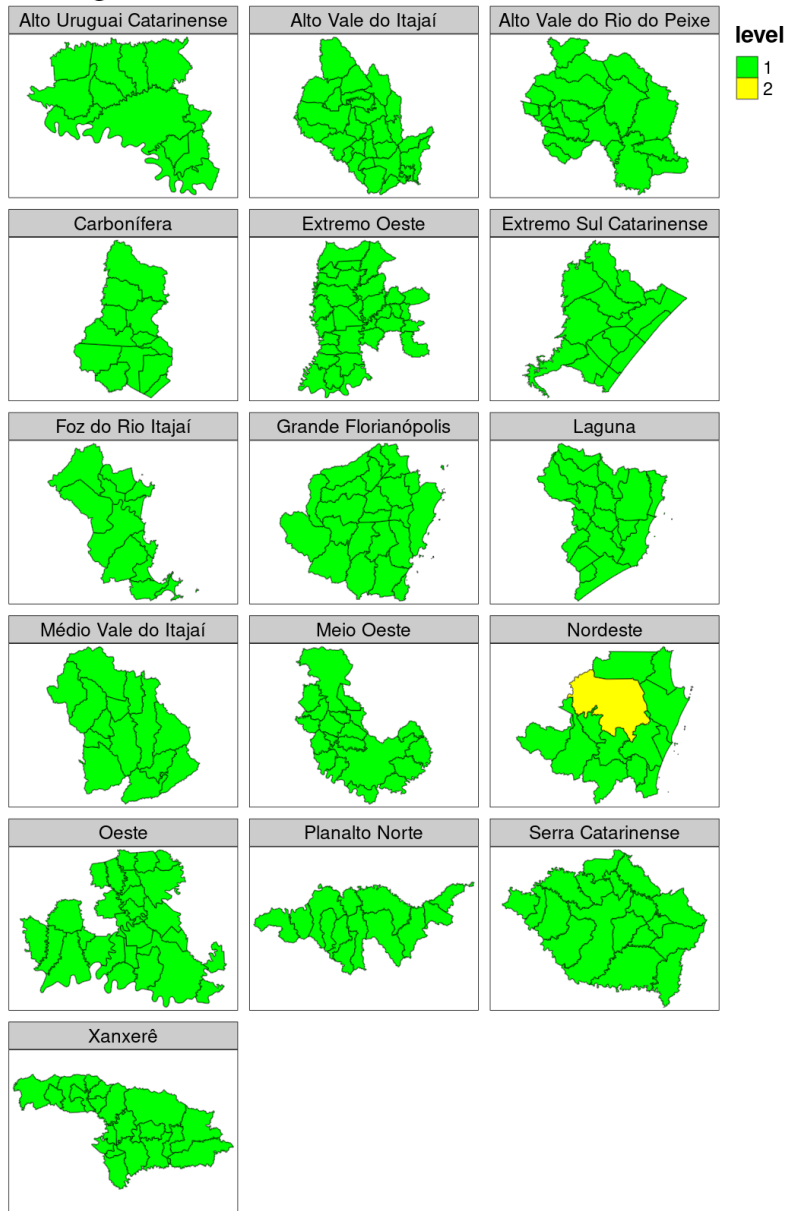 Alto Uruguai Catarinense
Alto Vale do Itajaí
Alto Vale do Rio do Peixe
level
1
2
Carbonífera
Extremo Oeste
Extremo Sul Catarinense
Foz do Rio Itajaí
Grande Florianópolis
Laguna
Médio Vale do Itajaí
Meio Oeste
Nordeste
Oeste
Planalto Norte
Serra Catarinense
Xanxerê